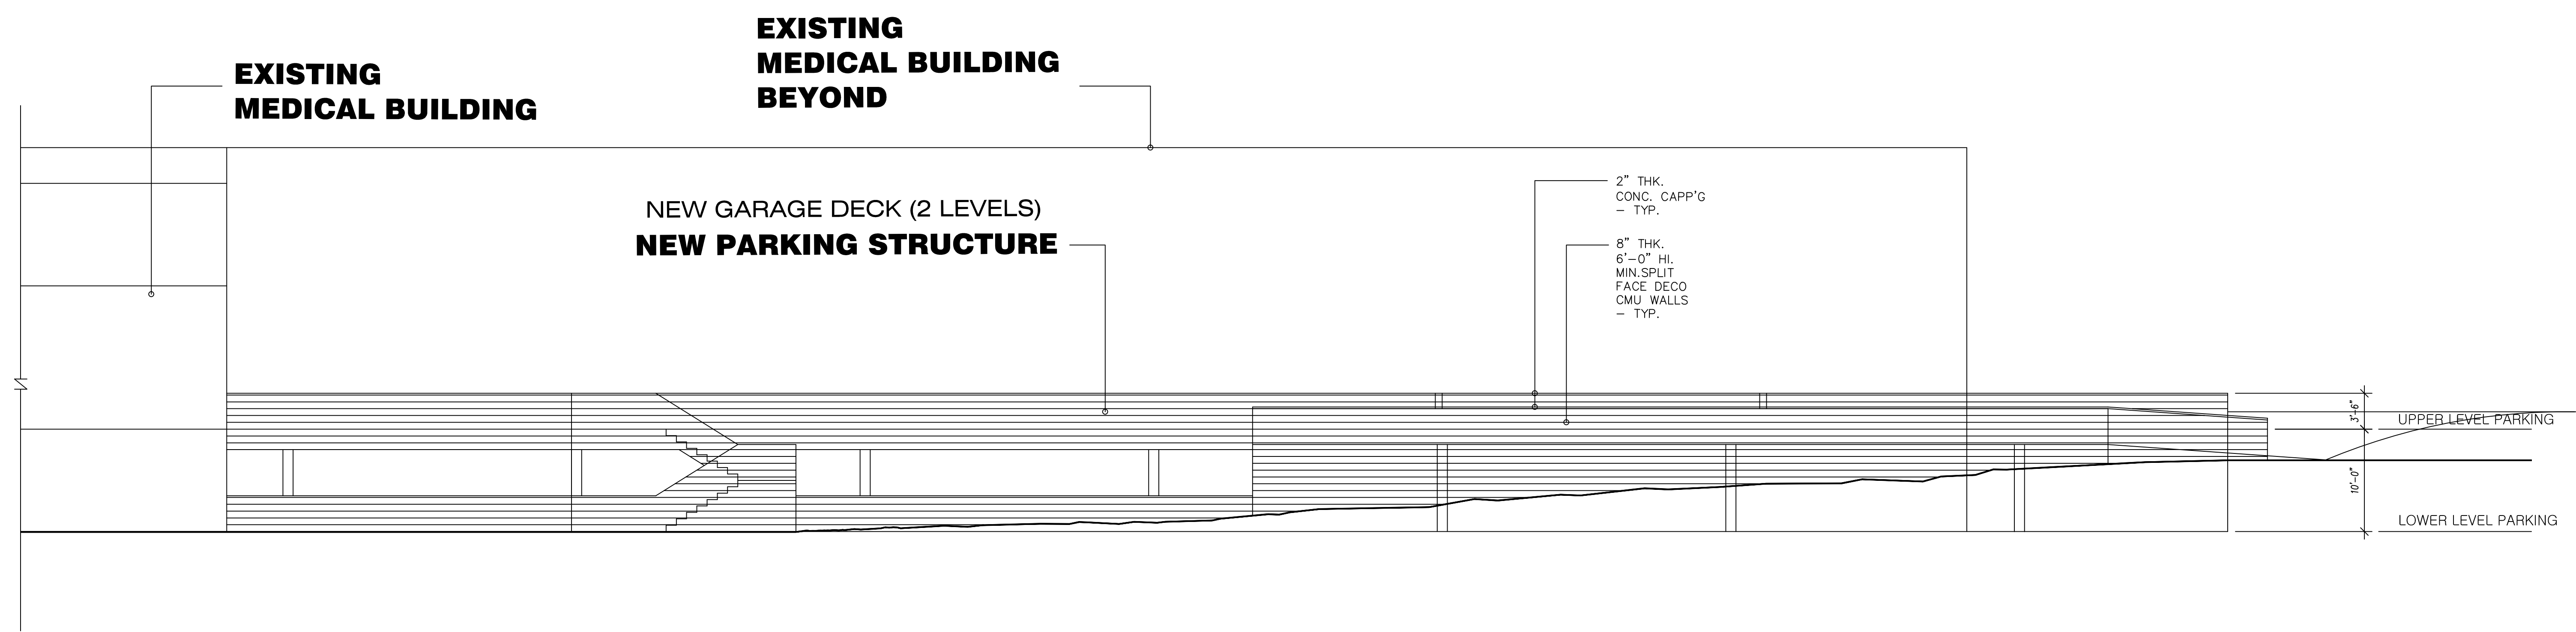 EXISTING
MEDICAL BUILDING
BEYOND
EXISTING
MEDICAL BUILDING
2" THK.
CONC. CAPP'G
– TYP.
NEW GARAGE DECK (2 LEVELS)
NEW PARKING STRUCTURE
8" THK.
6'–0" HI.
MIN.SPLIT
FACE DECO
CMU WALLS
– TYP.
3'-6"
UPPER LEVEL PARKING
10'-0"
LOWER LEVEL PARKING